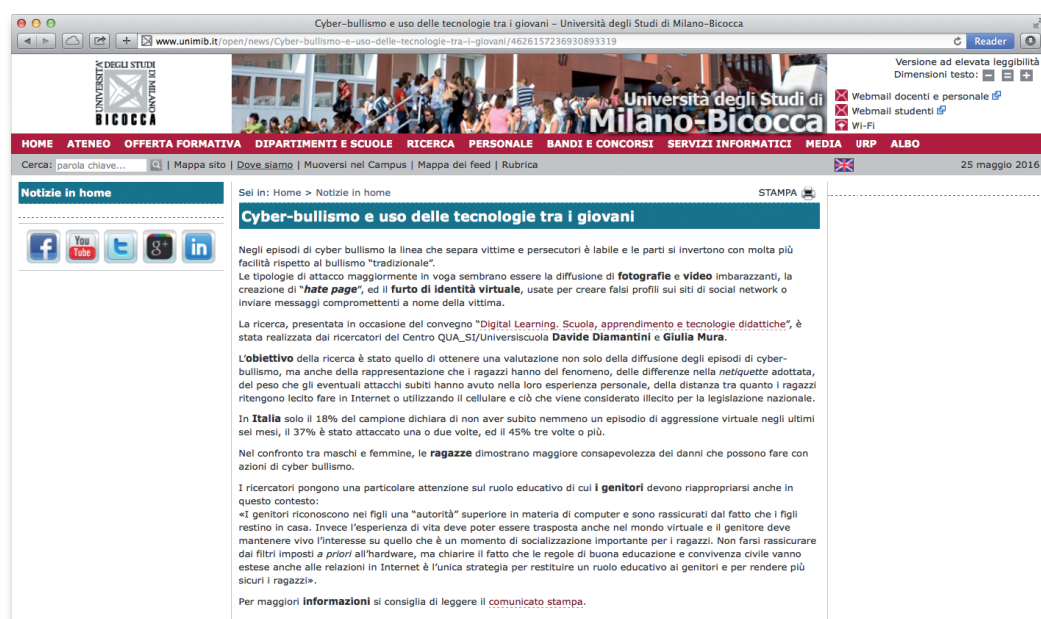 Cyber-bullismo e uso delle tecnologie tra i giovani – Università degli Studi di Milano-Bicocca
www.unimib.it/open/news/Cyber-bullismo-e-uso-delle-tecnologie-tra-i-giovani/4626157236930893319
Reader
UNIVERSITÀ DEGLI STUDI DI MILANO
BICOCCA
Università degli Studi di
Milano-Bicocca
Versione ad elevata leggibilità
Dimensioni testo:
Webmail docenti e personale
Webmail studenti
Wi-Fi
HOME ATENEO OFFERTA FORMATIVA DIPARTIMENTI E SCUOLE RICERCA PERSONALE BANDI E CONCORSI SERVIZI INFORMATICI MEDIA URP ALBO
Cerca: parola chiave... | Mappa sito | Dove siamo | Muoversi nel Campus | Mappa dei feed | Rubrica
25 maggio 2016
Notizie in home
You Tube
Sei in: Home > Notizie in home
STAMPA
Cyber-bullismo e uso delle tecnologie tra i giovani
Negli episodi di cyber bullismo la linea che separa vittime e persecutori è labile e le parti si invertono con molta più
facilità rispetto al bullismo "tradizionale".
Le tipologie di attacco maggiormente in voga sembrano essere la diffusione di fotografie e video imbarazzanti, la
creazione di "hate page", ed il furto di identità virtuale, usate per creare falsi profili sui siti di social network o
inviare messaggi compromettenti a nome della vittima.
La ricerca, presentata in occasione del convegno "Digital Learning. Scuola, apprendimento e tecnologie didattiche", è
stata realizzata dai ricercatori del Centro QUA_SI/Universiscuola Davide Diamantini e Giulia Mura.
L'obiettivo della ricerca è stato quello di ottenere una valutazione non solo della diffusione degli episodi di cyber-
bullismo, ma anche della rappresentazione che i ragazzi hanno del fenomeno, delle differenze nella netiquette adottata,
del peso che gli eventuali attacchi subiti hanno avuto nella loro esperienza personale, della distanza tra quanto i ragazzi
ritengono lecito fare in Internet o utilizzando il cellulare e ciò che viene considerato illecito per la legislazione nazionale.
In Italia solo il 18% del campione dichiara di non aver subito nemmeno un episodio di aggressione virtuale negli ultimi
sei mesi, il 37% è stato attaccato una o due volte, ed il 45% tre volte o più.
Nel confronto tra maschi e femmine, le ragazze dimostrano maggiore consapevolezza dei danni che possono fare con
azioni di cyber bullismo.
I ricercatori pongono una particolare attenzione sul ruolo educativo di cui i genitori devono riappropriarsi anche in
questo contesto:
«I genitori riconoscono nei figli una "autorità" superiore in materia di computer e sono rassicurati dal fatto che i figli
restino in casa. Invece l'esperienza di vita deve poter essere trasposta anche nel mondo virtuale e il genitore deve
mantenere vivo l'interesse su quello che è un momento di socializzazione importante per i ragazzi. Non farsi rassicurare
dai filtri imposti a priori all'hardware, ma chiarire il fatto che le regole di buona educazione e convivenza civile vanno
estese anche alle relazioni in Internet è l'unica strategia per restituire un ruolo educativo ai genitori e per rendere più
sicuri i ragazzi».
Per maggiori informazioni si consiglia di leggere il comunicato stampa.